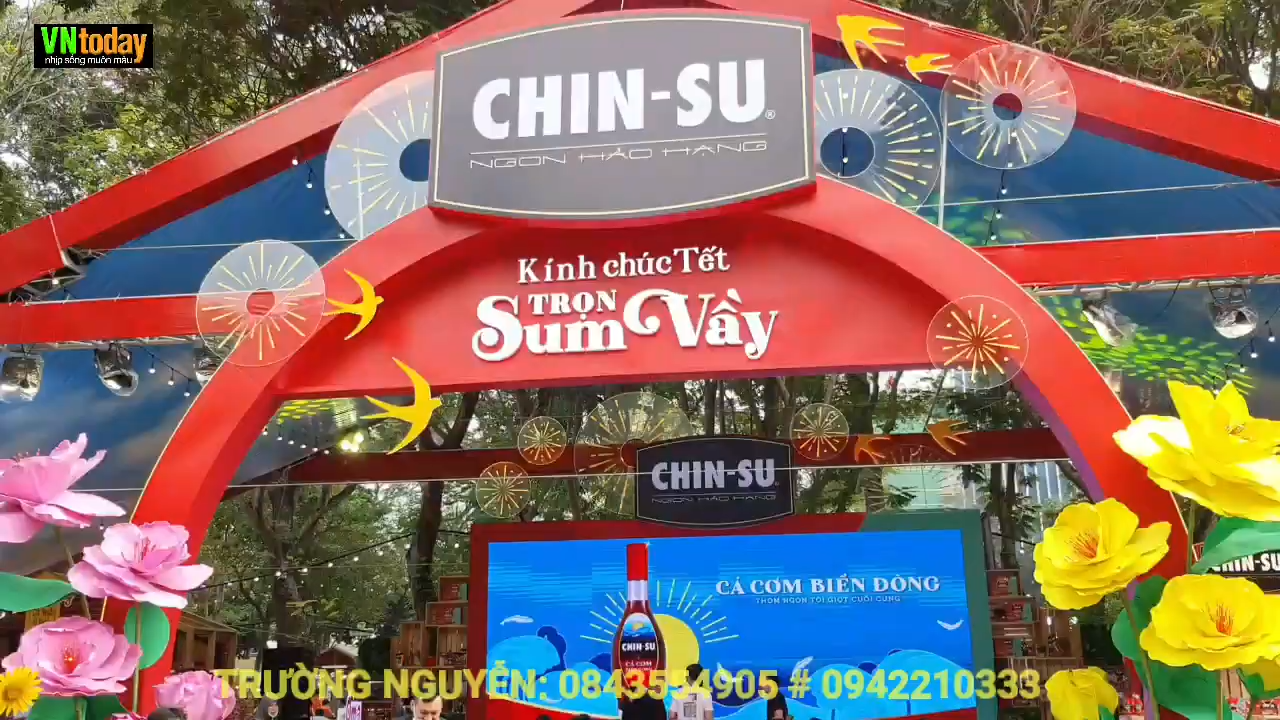 VNtoday
nhịp sống muôn màu
CHIN-SU®
NGON HẢO HẠNG
Kính chúc Tết
TRỌN
Sum Vầy
CHIN-SU
NGON HẢO HẠNG
CÁ CƠM BIỂN ĐÔNG
THƠM NGON TỚI GIỌT CUỐI CÙNG
CHIN-SU
CHIN-SU
CÁ CƠM
TRƯỜNG NGUYỄN: 0843554905 # 0942210333